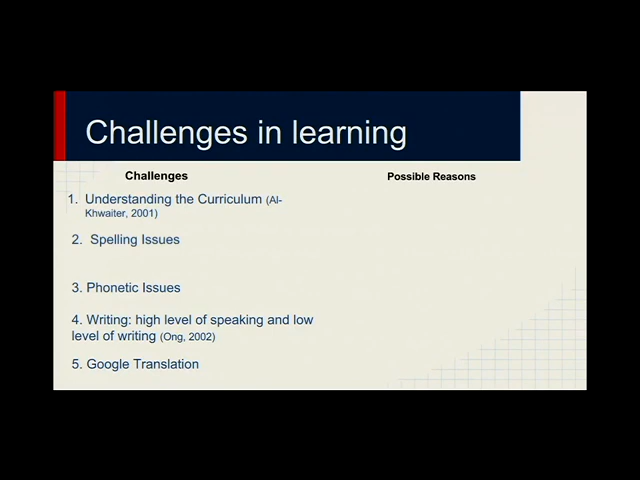 Challenges in learning
Challenges
Possible Reasons
1. Understanding the Curriculum (Al-
Khwaiter, 2001)
2. Spelling Issues
3. Phonetic Issues
4. Writing: high level of speaking and low
level of writing (Ong, 2002)
5. Google Translation